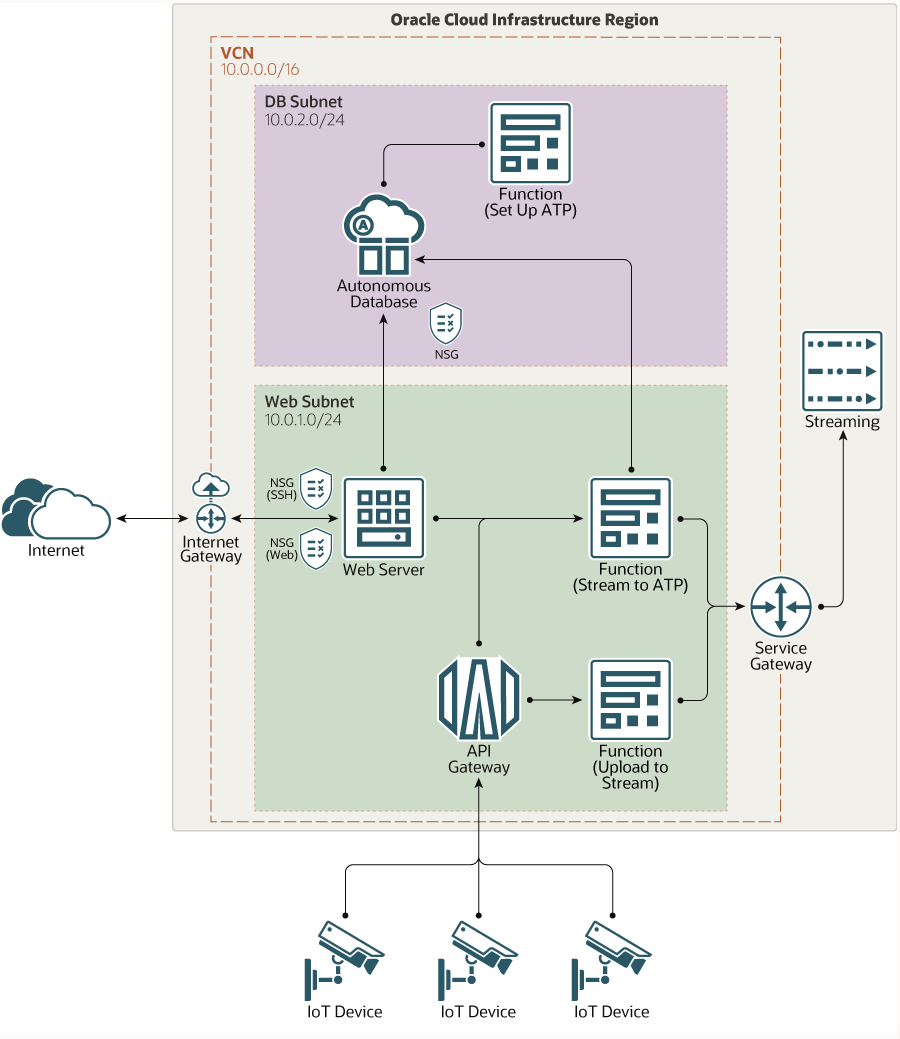 Oracle Cloud Infrastructure Region
VCN
10.0.0.0/16
DB Subnet
10.0.2.0/24
Function
(Set Up ATP)
A
Autonomous
Database
NSG
Web Subnet
10.0.1.0/24
Streaming
NSG
(SSH)
Internet
Internet
Gateway
NSG
(Web)
Web Server
Function
(Stream to ATP)
Service
Gateway
API
Gateway
Function
(Upload to
Stream)
IoT Device
IoT Device
IoT Device